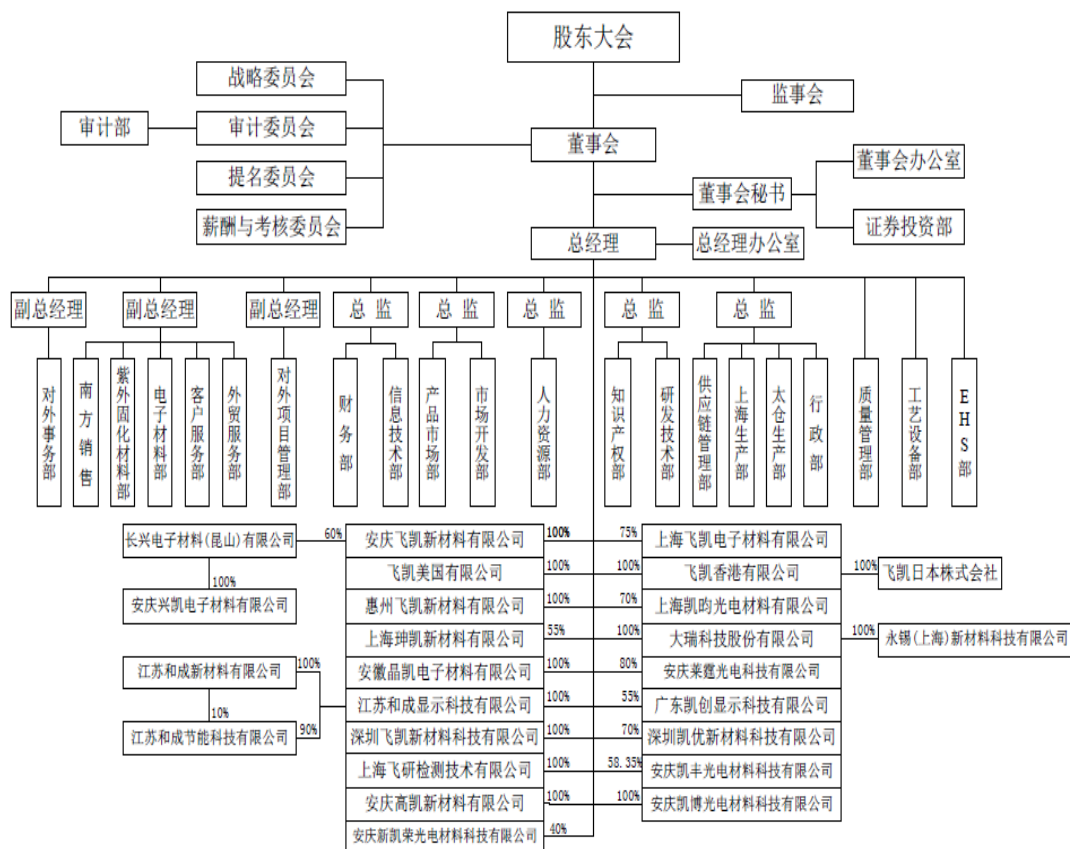 股东大会
战略委员会
监事会
审计部
审计委员会
董事会
提名委员会
董事会办公室
董事会秘书
薪酬与考核委员会
证券投资部
总经理
总经理办公室
副总经理
副总经理
副总经理
总 监
总 监
总 监
总 监
总 监
对外事务部
南方销售
紫外固化材料部
电子材料部
客户服务部
外贸服务部
对外项目管理部
财务部
信息技术部
产品市场部
市场开发部
人力资源部
知识产权部
研发技术部
供应链管理部
上海生产部
太仓生产部
行政部
质量管理部
工艺设备部
EHS部
长兴电子材料(昆山)有限公司
60%
安庆飞凯新材料有限公司
100%
75%
上海飞凯电子材料有限公司
飞凯美国有限公司
100%
100%
飞凯香港有限公司
100%
飞凯日本株式会社
100%
安庆兴凯电子材料有限公司
惠州飞凯新材料有限公司
100%
70%
上海凯昀光电材料有限公司
上海珅凯新材料有限公司
55%
100%
大瑞科技股份有限公司
100%
永锡(上海)新材料科技有限公司
江苏和成新材料有限公司
100%
安徽晶凯电子材料有限公司
100%
80%
安庆莱霆光电科技有限公司
10%
江苏和成显示科技有限公司
100%
55%
广东凯创显示科技有限公司
江苏和成节能科技有限公司
90%
深圳飞凯新材料科技有限公司
100%
70%
深圳凯优新材料科技有限公司
上海飞研检测技术有限公司
100%
58.35%
安庆凯丰光电材料科技有限公司
安庆高凯新材料有限公司
100%
100%
安庆凯博光电材料科技有限公司
安庆新凯荣光电材料科技有限公司
40%